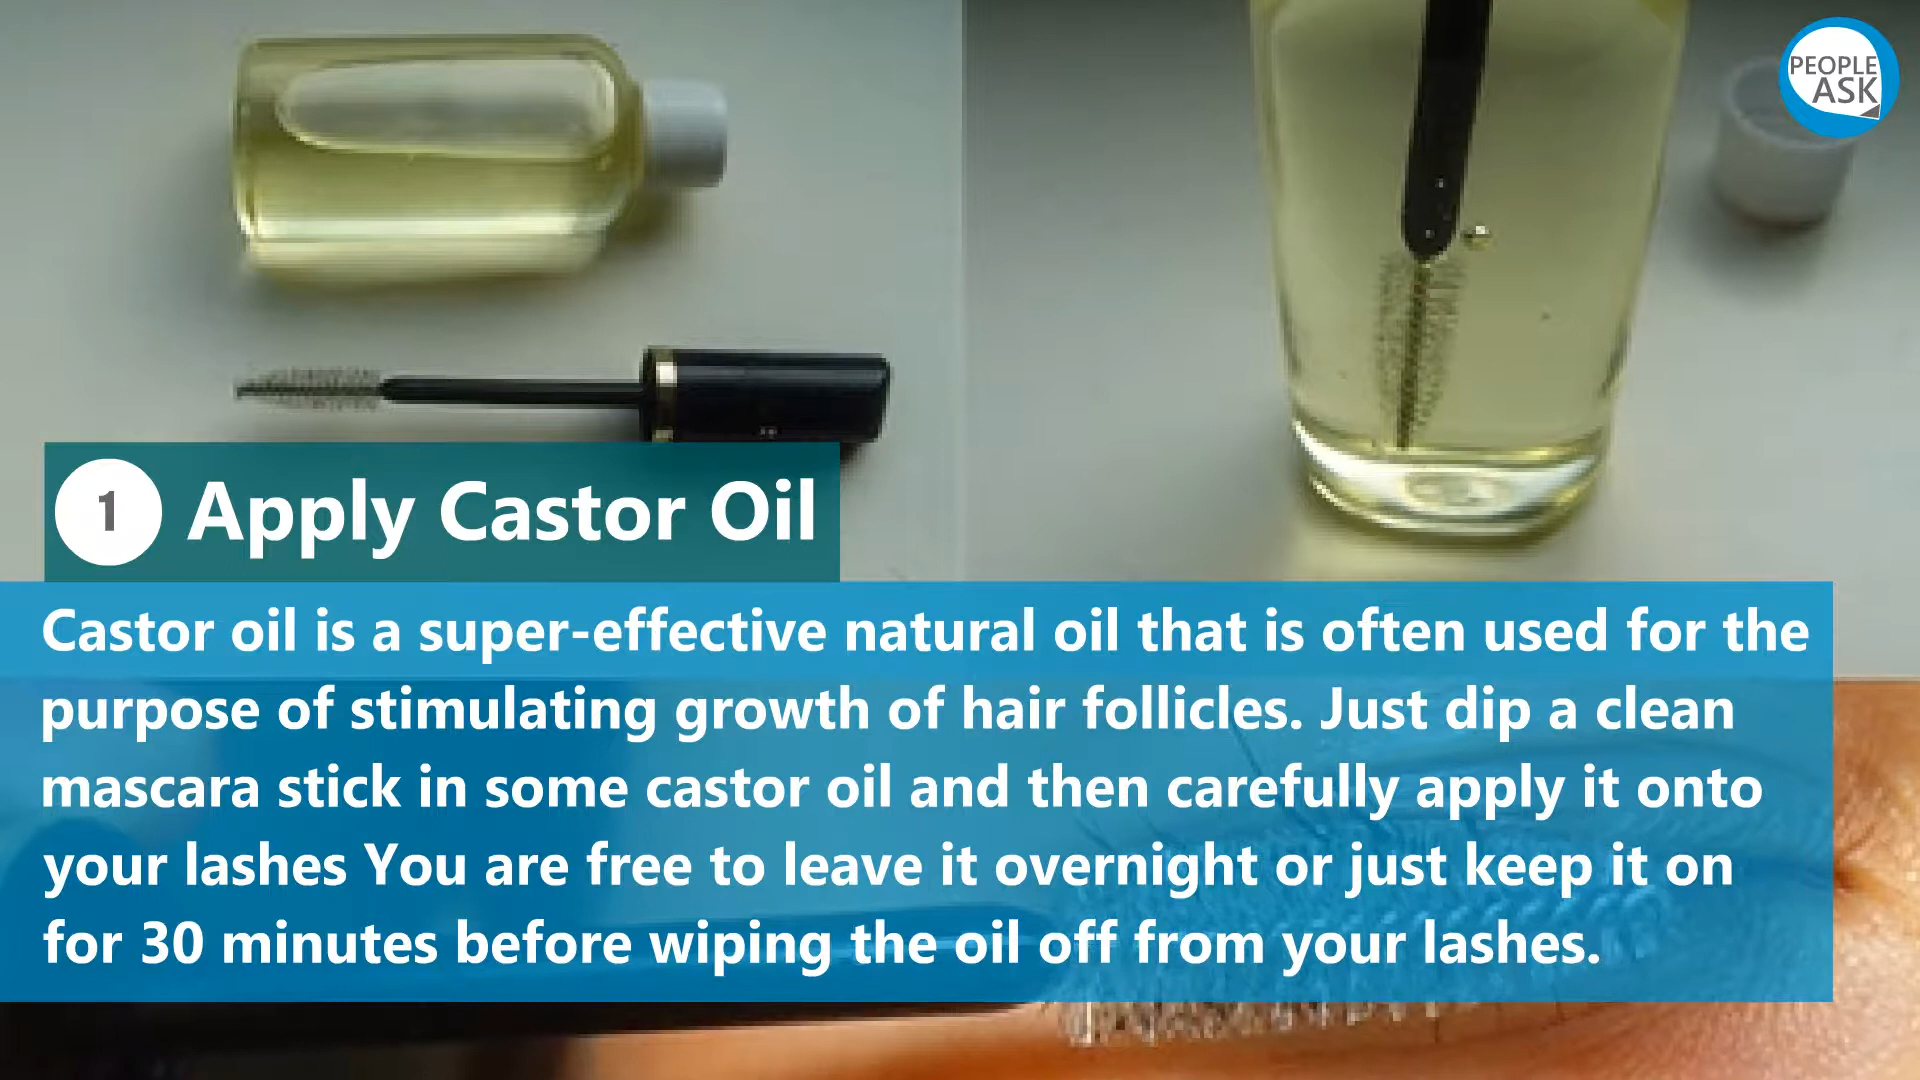 PEOPLE
ASK
1 Apply Castor Oil
Castor oil is a super-effective natural oil that is often used for the
purpose of stimulating growth of hair follicles. Just dip a clean
mascara stick in some castor oil and then carefully apply it onto
your lashes You are free to leave it overnight or just keep it on
for 30 minutes before wiping the oil off from your lashes.